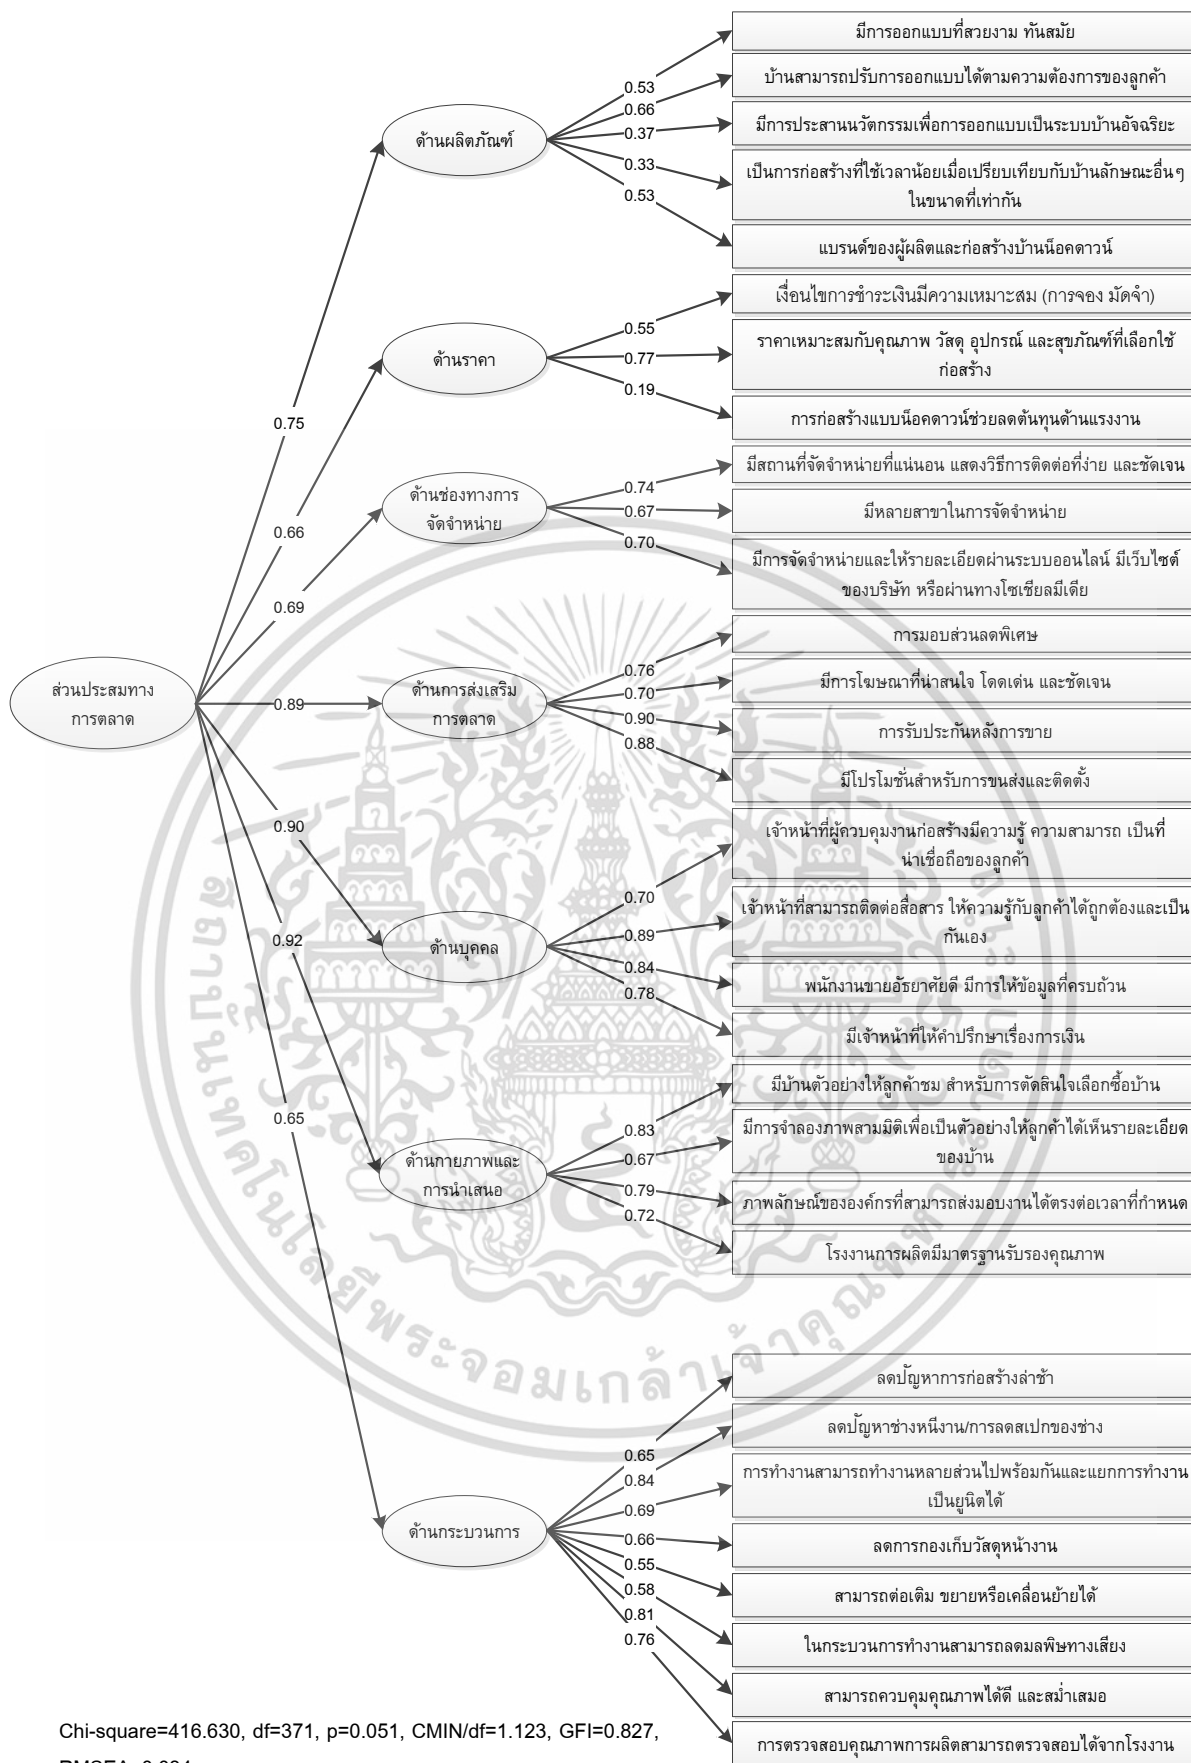 มีการออกแบบที่สวยงาม ทันสมัย
บ้านสามารถปรับการออกแบบได้ตามความต้องการของลูกค้า
0.53
0.66
ด้านผลิตภัณฑ์
0.37
มีการประสานนวัตกรรมเพื่อการออกแบบเป็นระบบบ้านอัจฉริยะ
0.33
0.53
เป็นการก่อสร้างที่ใช้เวลาน้อยเมื่อเปรียบเทียบกับบ้านลักษณะอื่นๆ
ในขนาดที่เท่ากัน
แบรนด์ของผู้ผลิตและก่อสร้างบ้านน็อคดาวน์
เงื่อนไขการชำระเงินมีความเหมาะสม (การจอง มัดจำ)
0.55
ด้านราคา
0.77
ราคาเหมาะสมกับคุณภาพ วัสดุ อุปกรณ์ และสุขภัณฑ์ที่เลือกใช้
ก่อสร้าง
0.19
การก่อสร้างแบบน็อคดาวน์ช่วยลดต้นทุนด้านแรงงาน
0.75
มีสถานที่จัดจำหน่ายที่แน่นอน แสดงวิธีการติดต่อที่ง่าย และชัดเจน
ด้านช่องทางการ
จัดจำหน่าย
0.74
0.67
มีหลายสาขาในการจัดจำหน่าย
0.66
0.70
มีการจัดจำหน่ายและให้รายละเอียดผ่านระบบออนไลน์ มีเว็บไซต์
ของบริษัท หรือผ่านทางโซเชียลมีเดีย
0.69
การมอบส่วนลดพิเศษ
0.76
ส่วนประสมทาง
การตลาด
0.89
ด้านการส่งเสริม
การตลาด
0.70
มีการโฆษณาที่น่าสนใจ โดดเด่น และชัดเจน
0.90
การรับประกันหลังการขาย
0.88
มีโปรโมชั่นสำหรับการขนส่งและติดตั้ง
0.90
เจ้าหน้าที่ผู้ควบคุมงานก่อสร้างมีความรู้ ความสามารถ เป็นที่
น่าเชื่อถือของลูกค้า
0.70
เจ้าหน้าที่สามารถติดต่อสื่อสาร ให้ความรู้กับลูกค้าได้ถูกต้องและเป็น
กันเอง
0.92
ด้านบุคคล
0.89
0.84
พนักงานขายอัธยาศัยดี มีการให้ข้อมูลที่ครบถ้วน
0.78
มีเจ้าหน้าที่ให้คำปรึกษาเรื่องการเงิน
มีบ้านตัวอย่างให้ลูกค้าชม สำหรับการตัดสินใจเลือกซื้อบ้าน
0.65
0.83
มีการจำลองภาพสามมิติเพื่อเป็นตัวอย่างให้ลูกค้าได้เห็นรายละเอียด
ของบ้าน
ด้านกายภาพและ
การนำเสนอ
0.67
0.79
ภาพลักษณ์ขององค์กรที่สามารถส่งมอบงานได้ตรงต่อเวลาที่กำหนด
0.72
โรงงานการผลิตมีมาตรฐานรับรองคุณภาพ
สถาบันเทคโนโลยีพระจอมเกล้าเจ้าคุณทหารลาดกระบัง
ลดปัญหาการก่อสร้างล่าช้า
ลดปัญหาช่างหนีงาน/การลดสเปกของช่าง
0.65
0.84
การทำงานสามารถทำงานหลายส่วนไปพร้อมกันและแยกการทำงาน
เป็นยูนิตได้
0.69
ด้านกระบวนการ
0.66
ลดการกองเก็บวัสดุหน้างาน
0.55
0.58
สามารถต่อเติม ขยายหรือเคลื่อนย้ายได้
0.81
0.76
ในกระบวนการทำงานสามารถลดมลพิษทางเสียง
สามารถควบคุมคุณภาพได้ดี และสม่ำเสมอ
การตรวจสอบคุณภาพการผลิตสามารถตรวจสอบได้จากโรงงาน
Chi-square=416.630, df=371, p=0.051, CMIN/df=1.123, GFI=0.827,